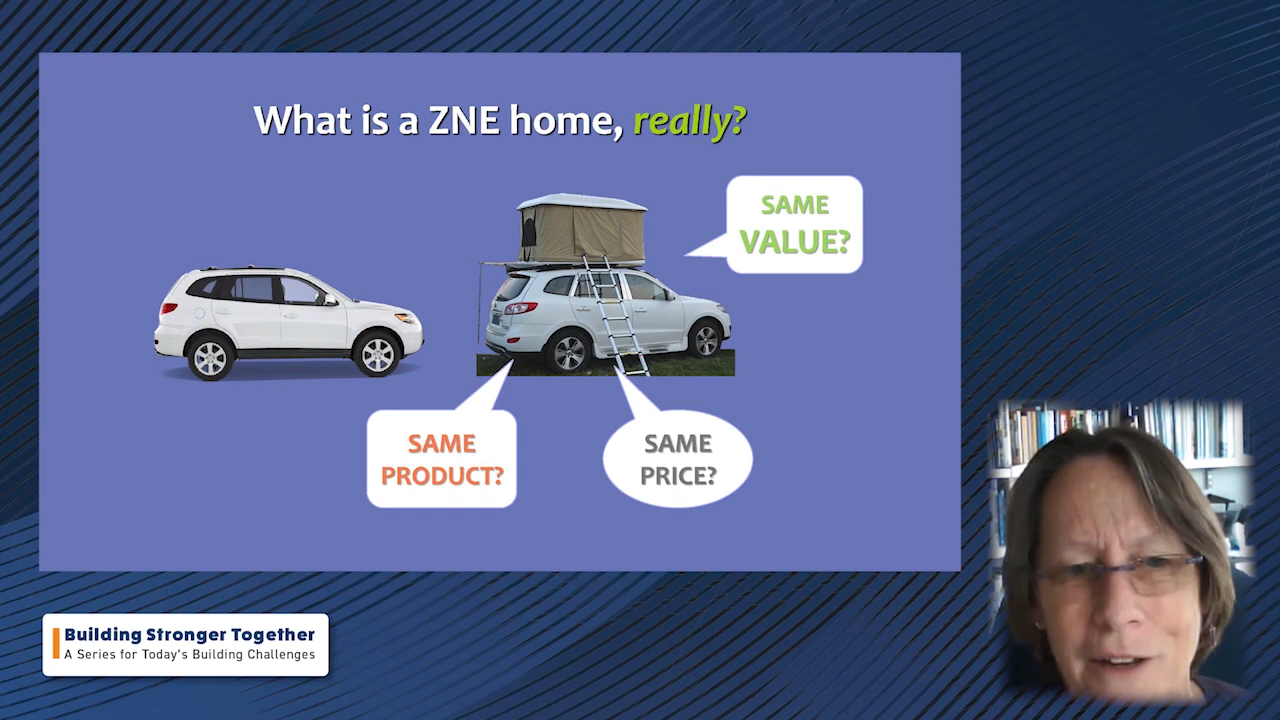 What is a ZNE home, really?
SAME
VALUE?
SAME
PRODUCT?
SAME
PRICE?
Building Stronger Together
A Series for Today's Building Challenges